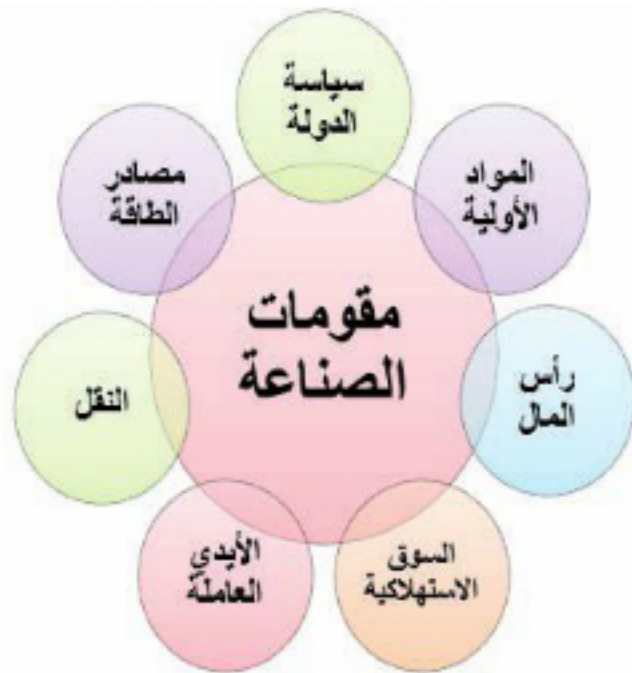 سياسة
الدولة
المواد
الأولية
رأس
المال
السوق
الاستهلاكية
الأيدي
العاملة
النقل
مصادر
الطاقة
مقومات
الصناعة